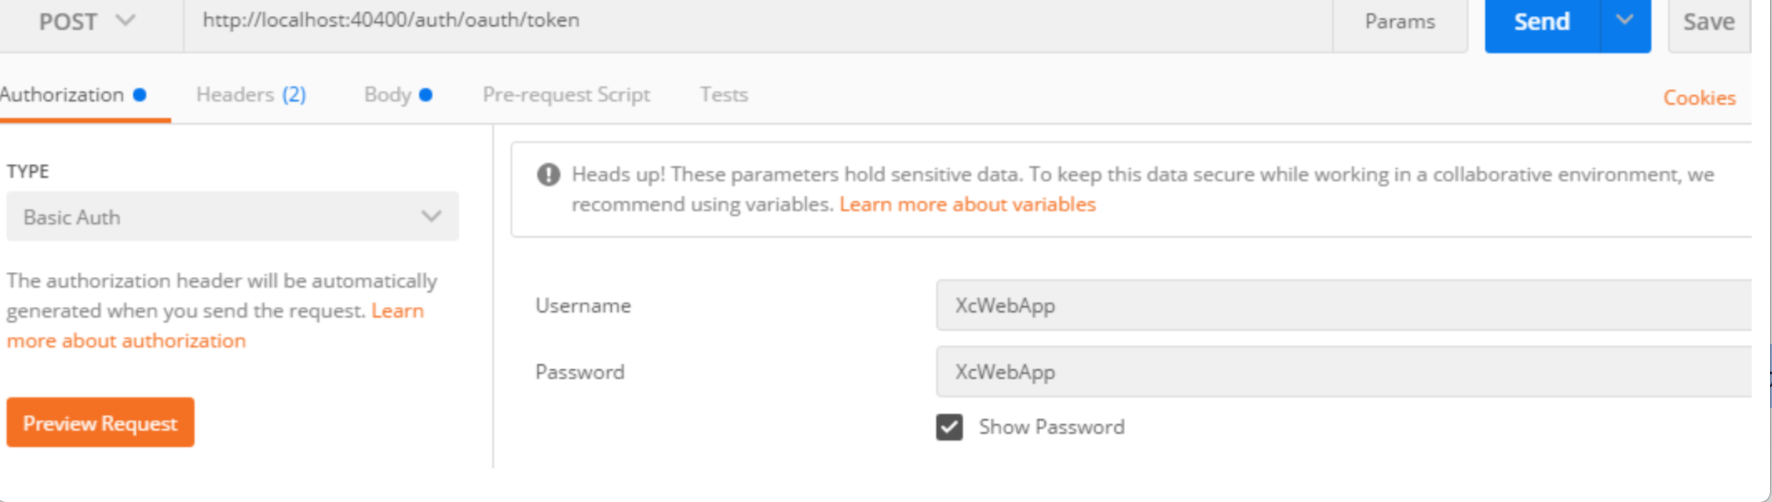 POST http://localhost:40400/auth/oauth/token Params Send Save
Authorization Headers (2) Body Pre-request Script Tests Cookies
TYPE
Basic Auth
The authorization header will be automatically
generated when you send the request. Learn
more about authorization
Preview Request
Heads up! These parameters hold sensitive data. To keep this data secure while working in a collaborative environment, we
recommend using variables. Learn more about variables
Username XcWebApp
Password XcWebApp
Show Password